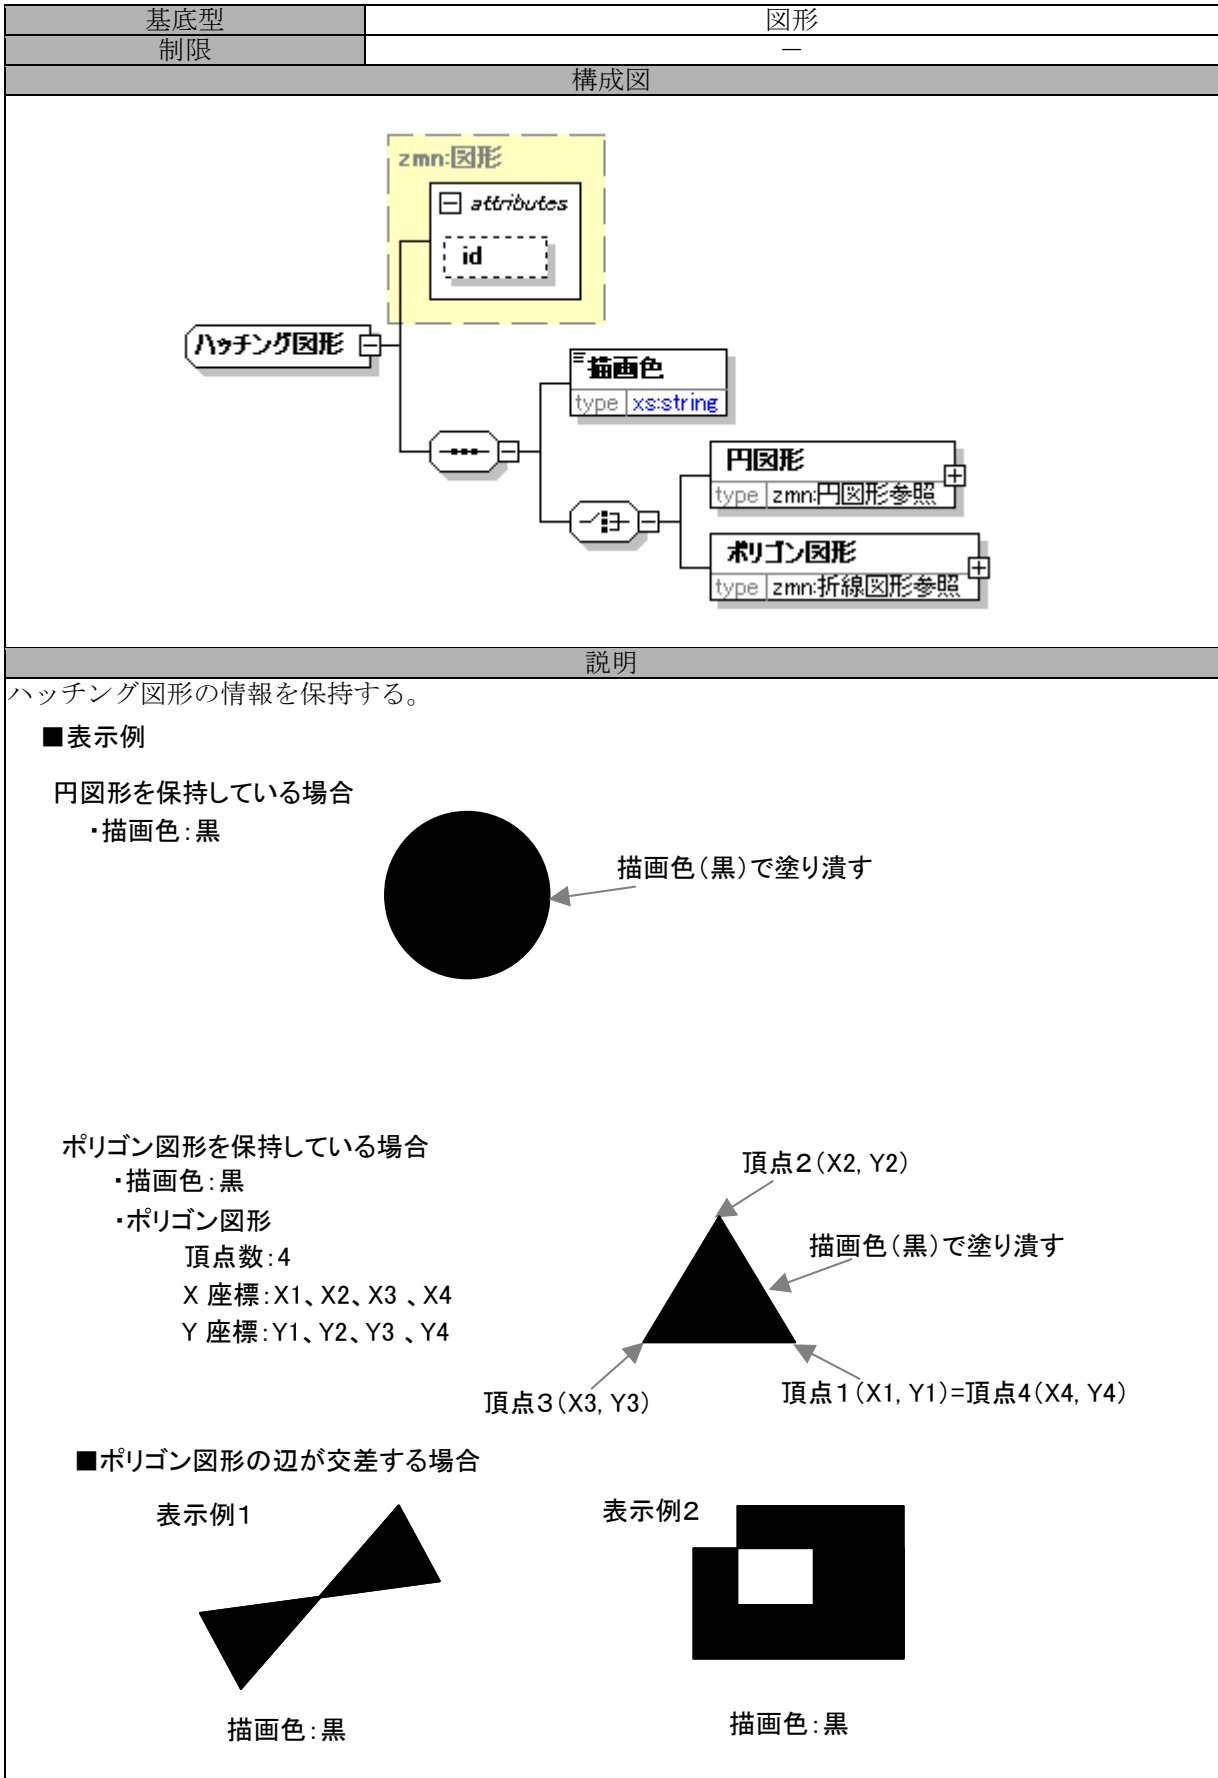 基底型 図形
制限 －
構成図
zmn:図形
attributes
id
ハッチング図形
描画色
type xs:string
円図形
type zmn:円図形参照
ポリゴン図形
type zmn:折線図形参照
説明
ハッチング図形の情報を保持する。
■表示例
円図形を保持している場合
・描画色：黒
描画色（黒）で塗り潰す
ポリゴン図形を保持している場合
・描画色：黒
・ポリゴン図形
頂点数：4
X 座標：X1、X2、X3 、X4
Y 座標：Y1、Y2、Y3 、Y4
頂点２（X2, Y2）
描画色（黒）で塗り潰す
頂点３（X3, Y3）
頂点１（X1, Y1）=頂点4（X4, Y4）
■ポリゴン図形の辺が交差する場合
表示例１
表示例２
描画色：黒
描画色：黒